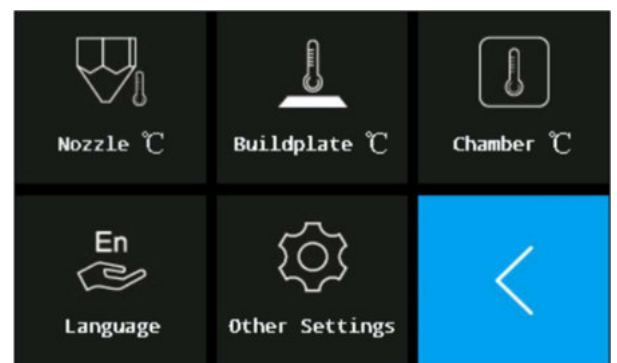 Nozzle ℃
Buildplate ℃
Chamber ℃
En
Language
Other Settings